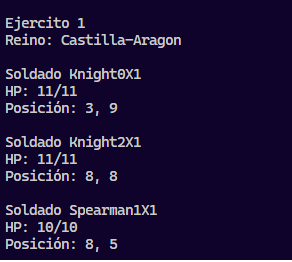 Ejercito 1
Reino: Castilla-Aragon
Soldado Knight0X1
HP: 11/11
Posición: 3, 9
Soldado Knight2X1
HP: 11/11
Posición: 8, 8
Soldado Spearman1X1
HP: 10/10
Posición: 8, 5